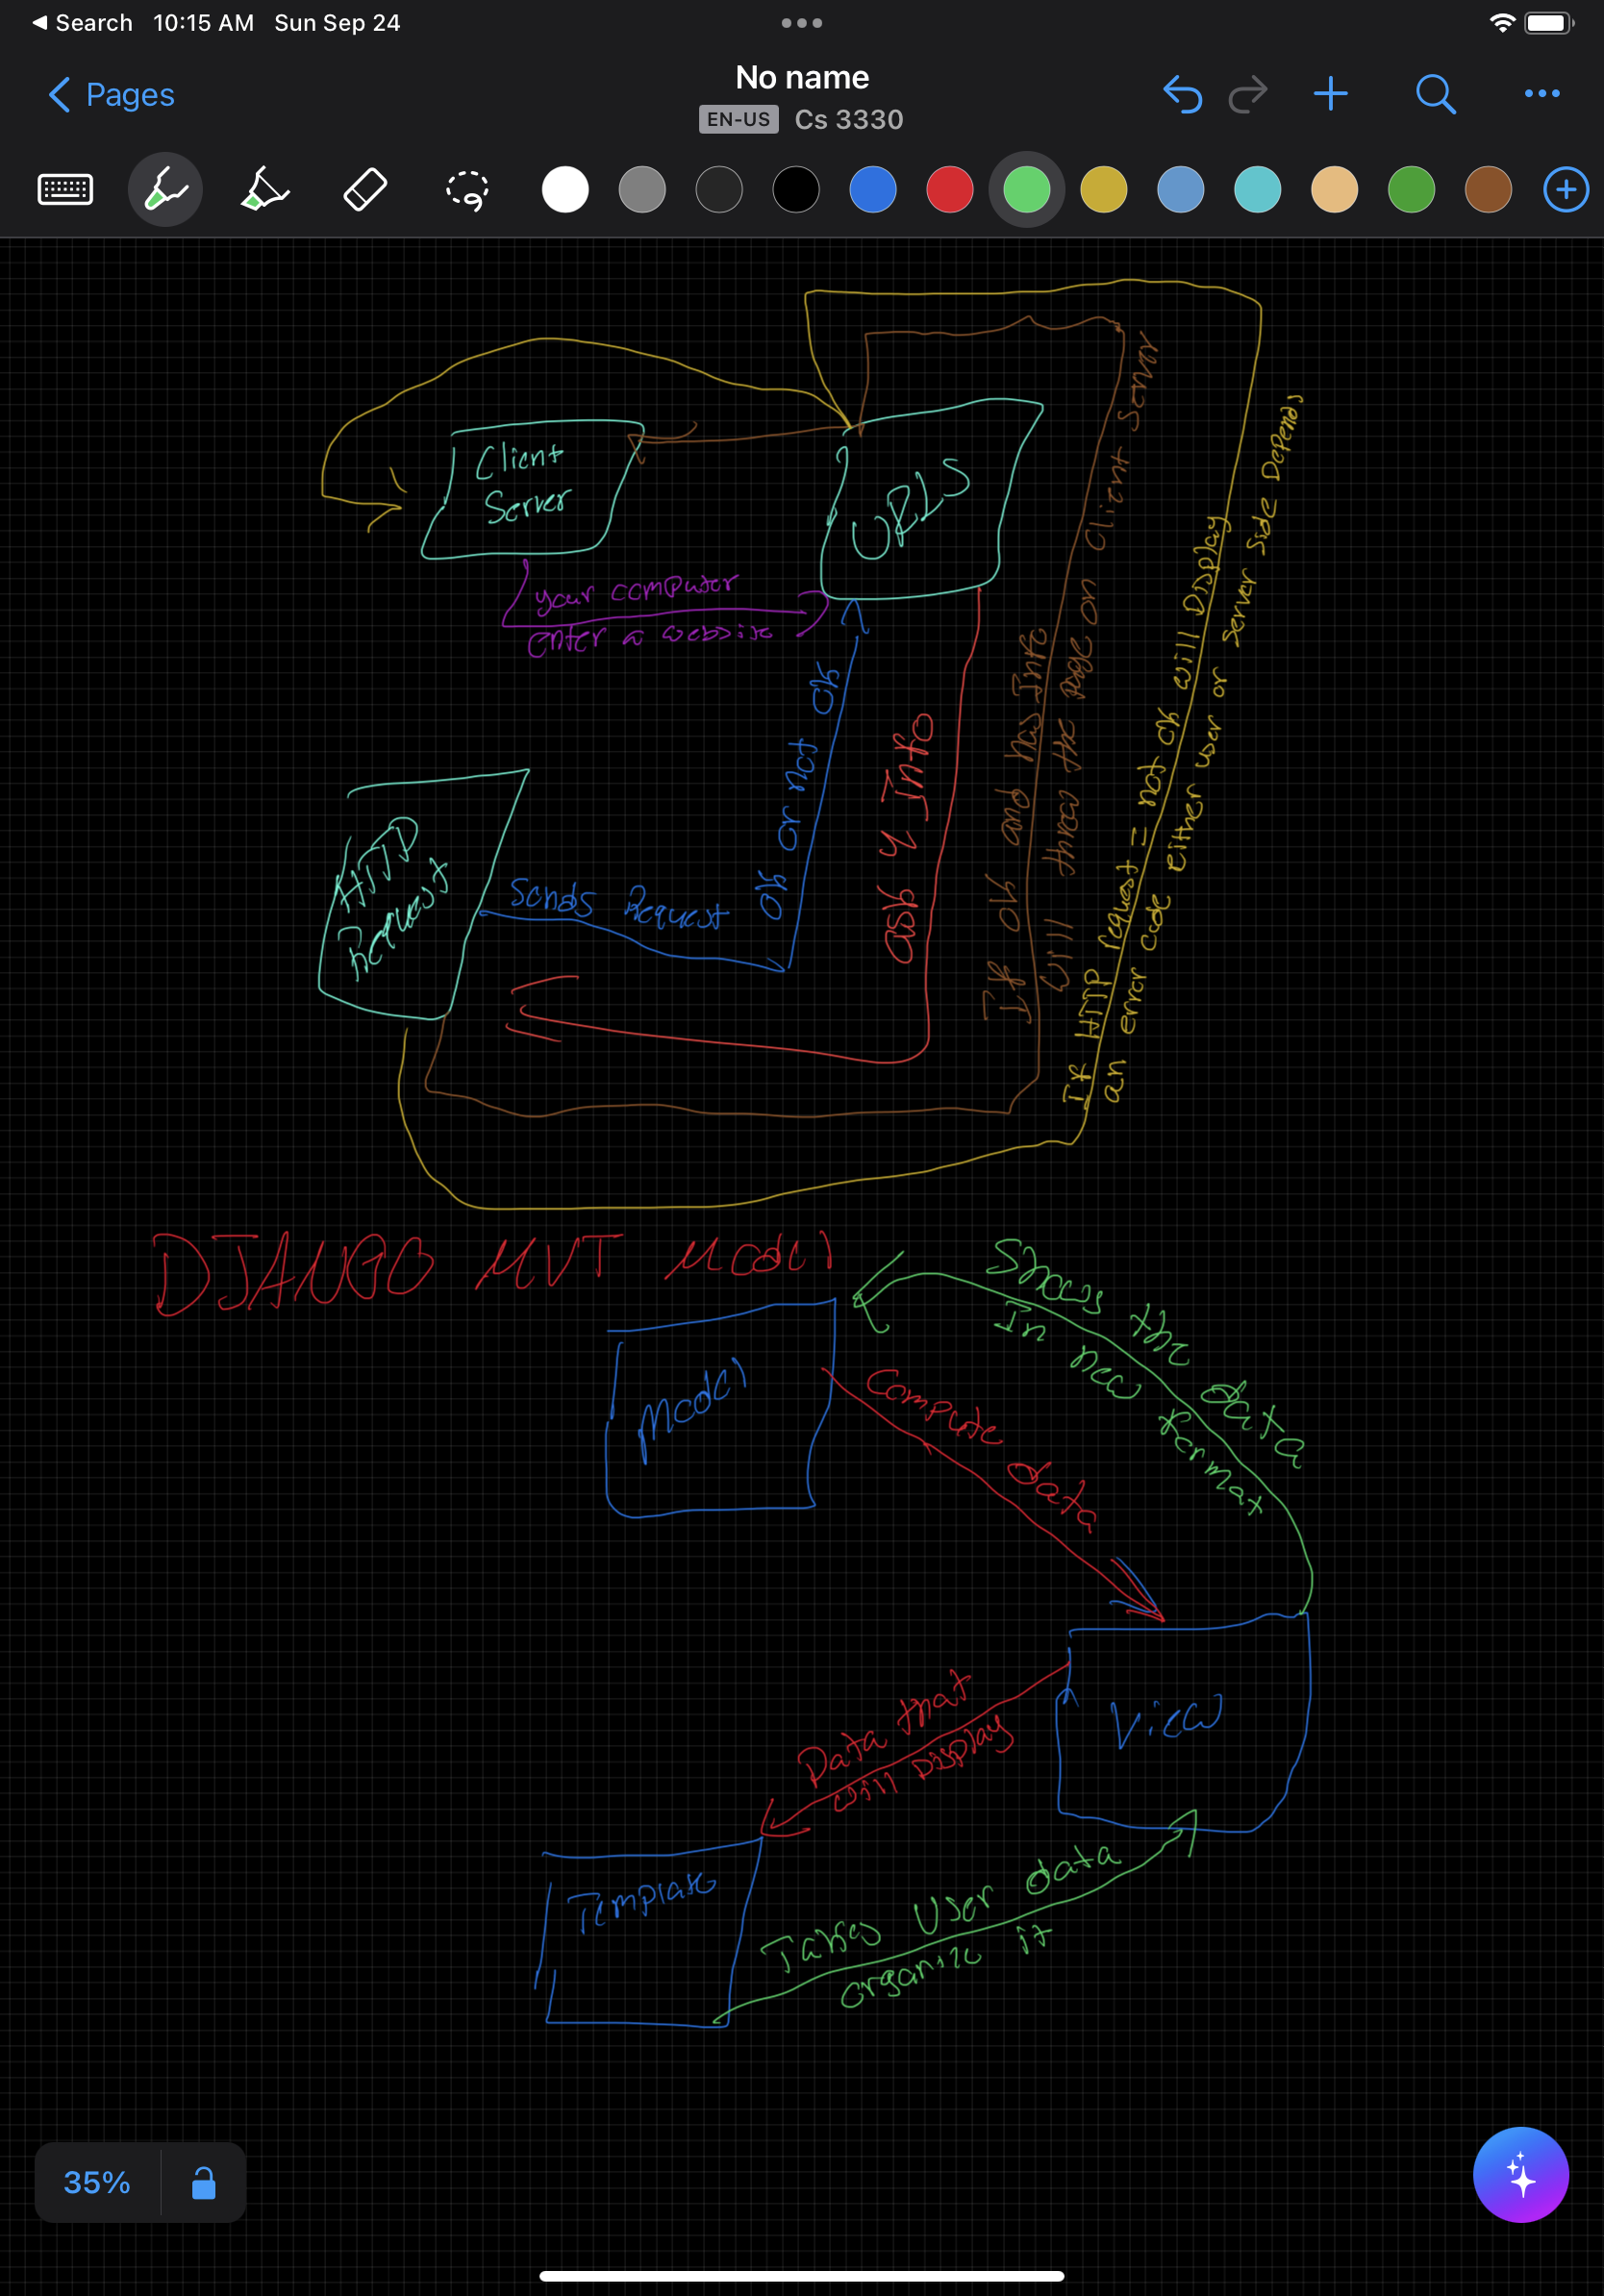 Search 10:15 AM Sun Sep 24
Pages
No name
EN-US Cs 3330
Client
Server
URLS
your computer
enter a website
HTTP
Request
Sends Request
Ok or not ok
ask 4 Info
If ok and has Info
will throw the page on Client Server
If HTTP request = not ok will Display
an error code either user or server side Depends
DJANGO MVT Model
Model
Compute data
Shows the data
In new format
View
Data that
will Display
Template
Takes User data
organize it
35%